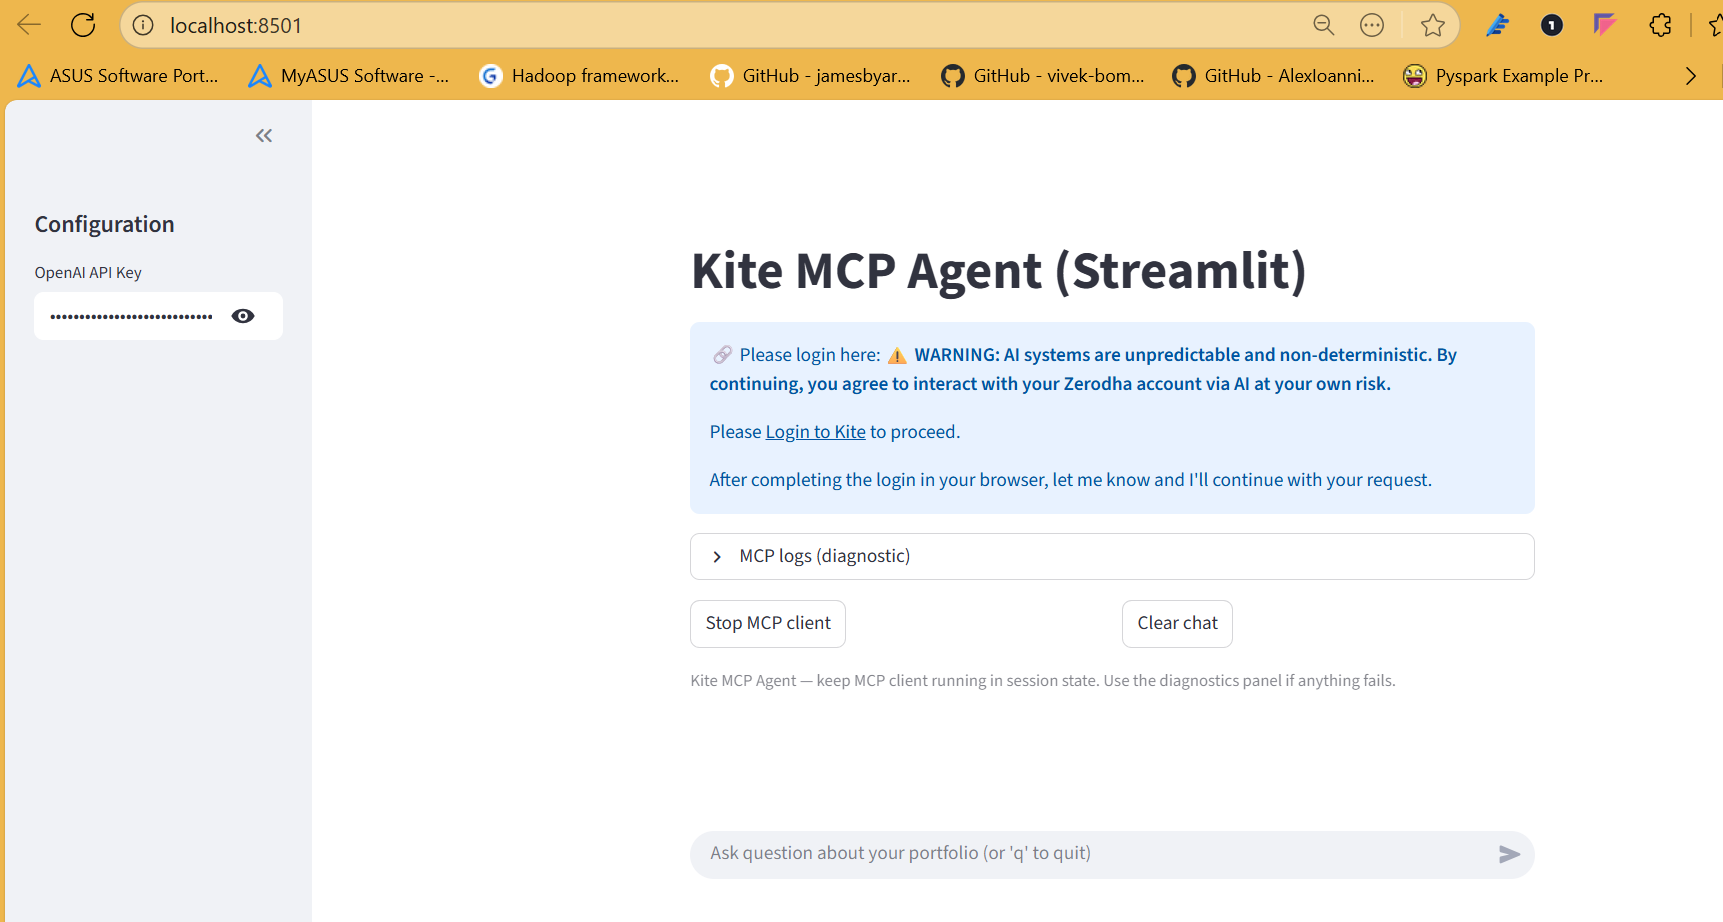 localhost:8501
ASUS Software Port...
MyASUS Software -...
Hadoop framework...
GitHub - jamesbyar...
GitHub - vivek-bom...
GitHub - AlexIoanni...
Pyspark Example Pr...
Configuration
OpenAI API Key
Kite MCP Agent (Streamlit)
🔗 Please login here: ⚠️ WARNING: AI systems are unpredictable and non-deterministic. By
continuing, you agree to interact with your Zerodha account via AI at your own risk.
Please Login to Kite to proceed.
After completing the login in your browser, let me know and I'll continue with your request.
MCP logs (diagnostic)
Stop MCP client
Clear chat
Kite MCP Agent — keep MCP client running in session state. Use the diagnostics panel if anything fails.
Ask question about your portfolio (or 'q' to quit)